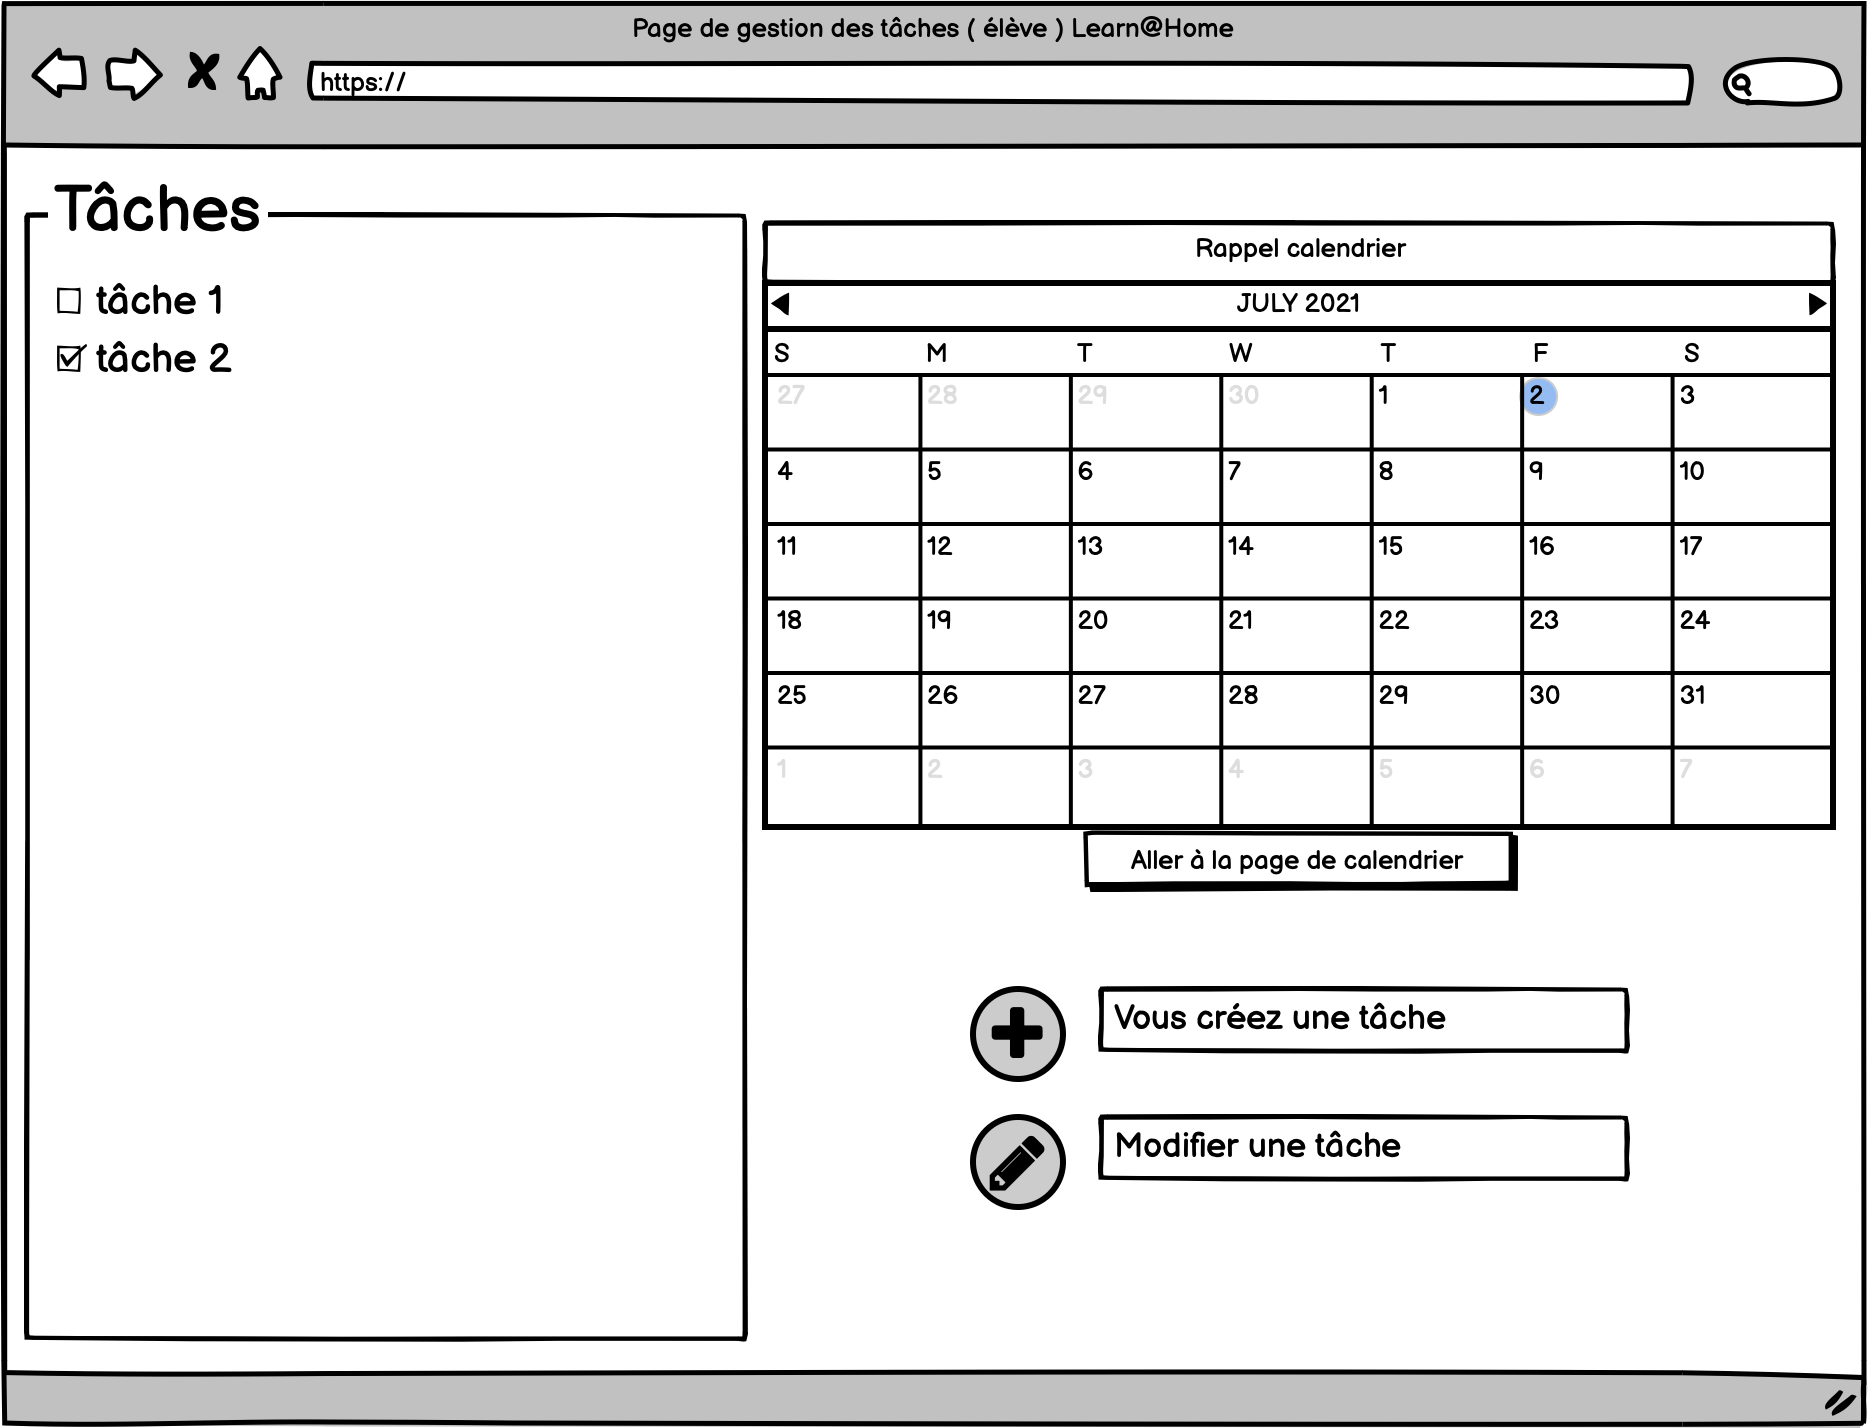 Page de gestion des tâches ( élève ) Learn@Home
https://
Tâches
tâche 1
tâche 2
Rappel calendrier
JULY 2021
S M T W T F S
27 28 29 30 1 2 3
4 5 6 7 8 9 10
11 12 13 14 15 16 17
18 19 20 21 22 23 24
25 26 27 28 29 30 31
1 2 3 4 5 6 7
Aller à la page de calendrier
Vous créez une tâche
Modifier une tâche